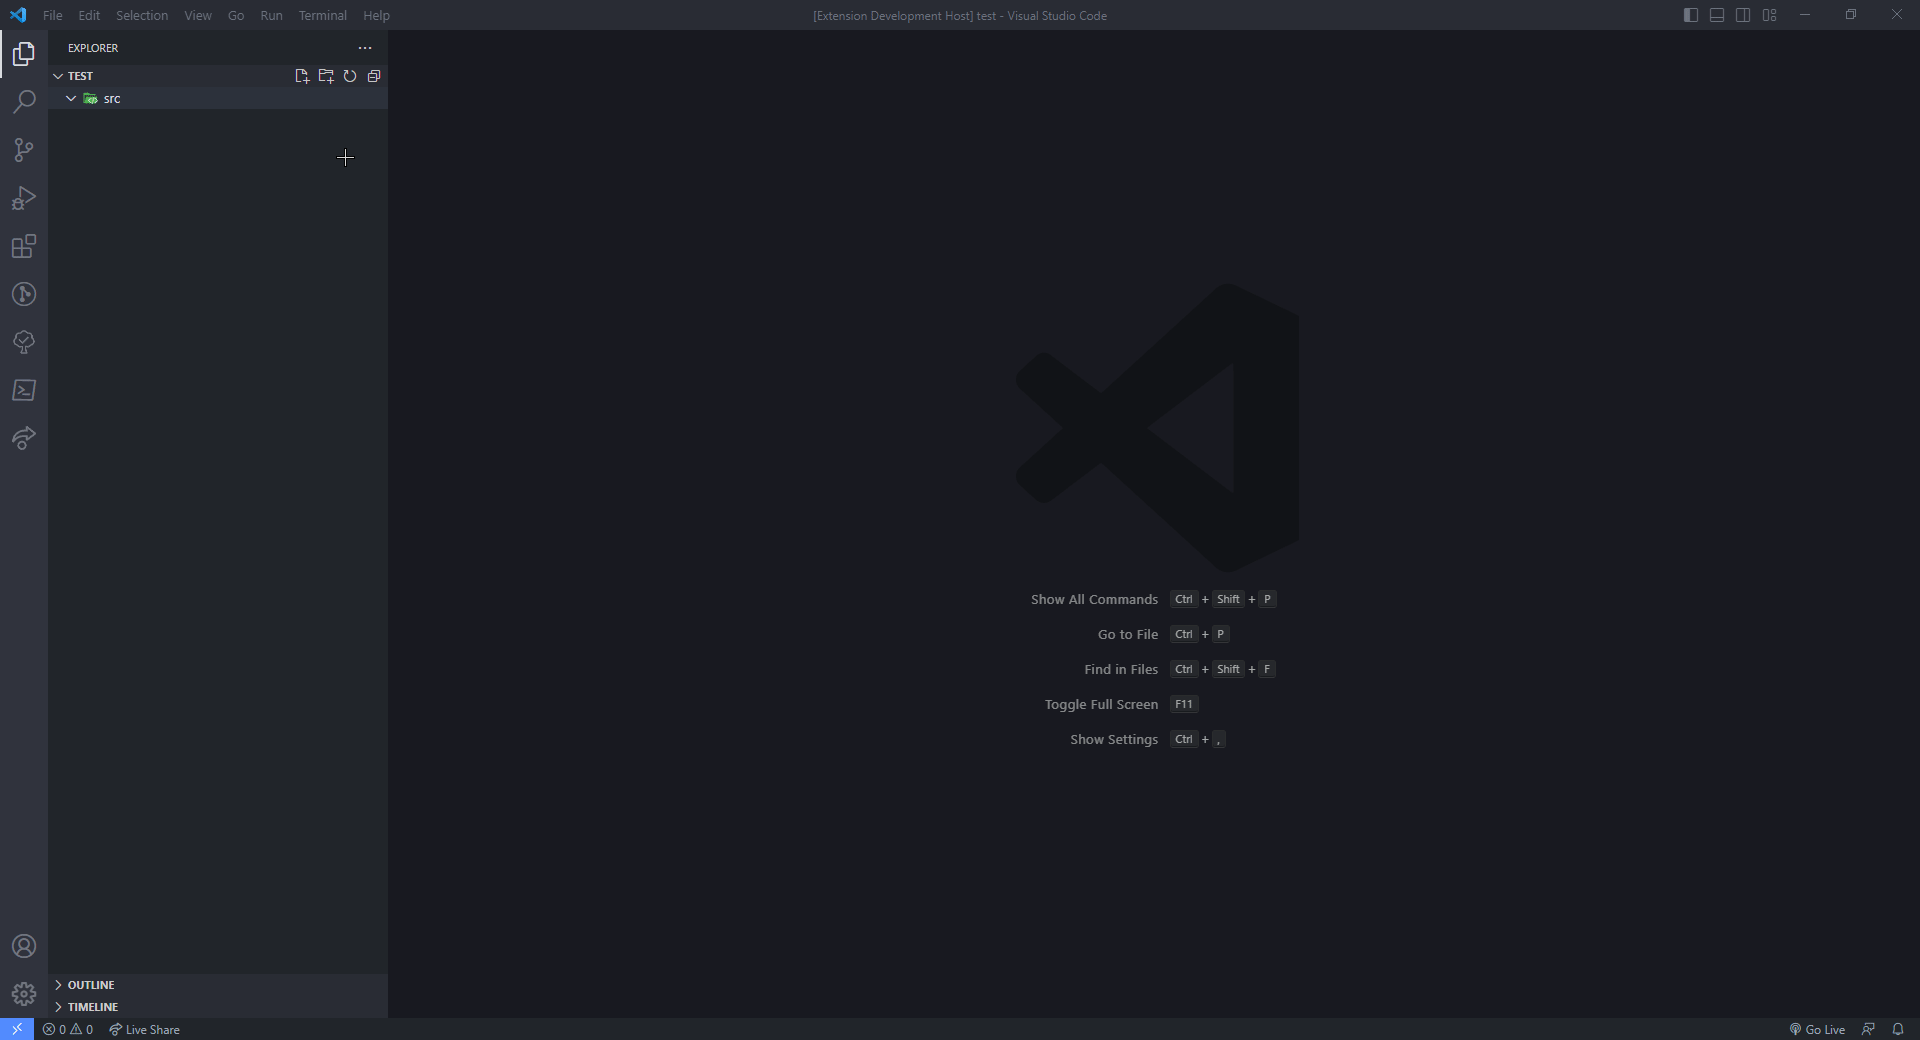 File Edit Selection View Go Run Terminal Help
[Extension Development Host] test - Visual Studio Code
EXPLORER
TEST
src
Show All Commands Ctrl + Shift + P
Go to File Ctrl + P
Find in Files Ctrl + Shift + F
Toggle Full Screen F11
Show Settings Ctrl + ,
OUTLINE
TIMELINE
0 0 Live Share
Go Live